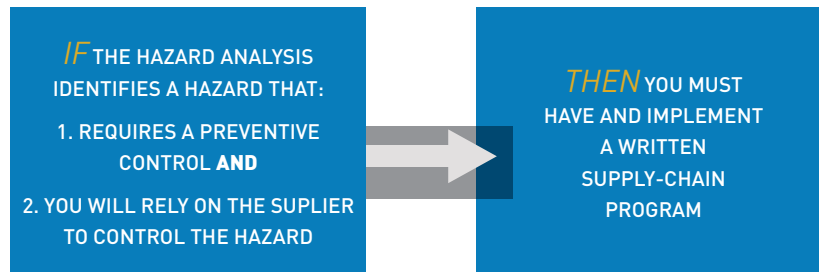 IF THE HAZARD ANALYSIS
IDENTIFIES A HAZARD THAT:
1. REQUIRES A PREVENTIVE
CONTROL AND
2. YOU WILL RELY ON THE SUPLIER
TO CONTROL THE HAZARD
THEN YOU MUST
HAVE AND IMPLEMENT
A WRITTEN
SUPPLY-CHAIN
PROGRAM